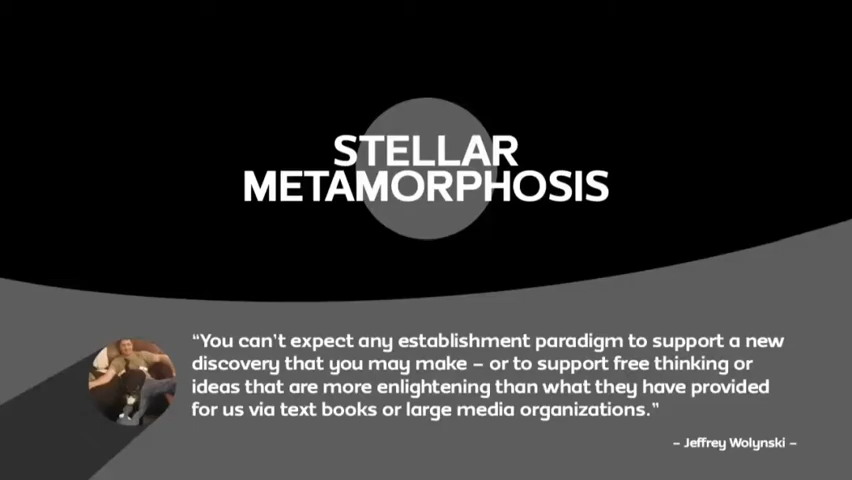 STELLAR
METAMORPHOSIS
“You can’t expect any establishment paradigm to support a new
discovery that you may make – or to support free thinking or
ideas that are more enlightening than what they have provided
for us via text books or large media organizations.”
– Jeffrey Wolynski –